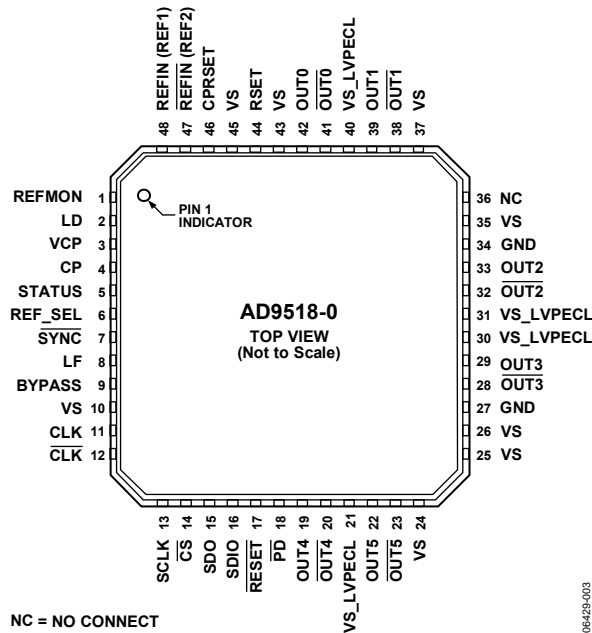 REFIN (REF1)
REFIN (REF2)
CPRSET
VS
RSET
VS
OUT0
OUT0
VS_LVPECL
OUT1
OUT1
VS
48 47 46 45 44 43 42 41 40 39 38 37
REFMON 1
LD 2
VCP 3
CP 4
STATUS 5
REF_SEL 6
SYNC 7
LF 8
BYPASS 9
VS 10
CLK 11
CLK 12
PIN 1
INDICATOR
AD9518-0
TOP VIEW
(Not to Scale)
36 NC
35 VS
34 GND
33 OUT2
32 OUT2
31 VS_LVPECL
30 VS_LVPECL
29 OUT3
28 OUT3
27 GND
26 VS
25 VS
SCLK 13
CS 14
SDO 15
SDIO 16
RESET 17
PD 18
OUT4 19
OUT4 20
VS_LVPECL 21
OUT5 22
OUT5 23
VS 24
NC = NO CONNECT
06429-003